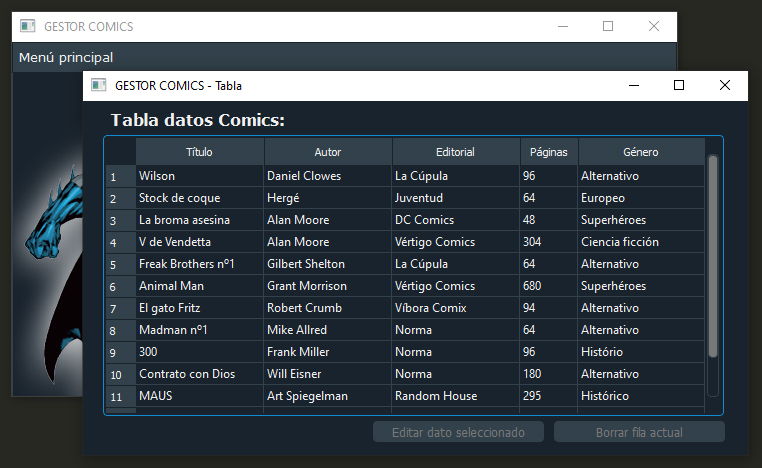 GESTOR COMICS
Menú principal
GESTOR COMICS - Tabla
Tabla datos Comics:
Título Autor Editorial Páginas Género
1 Wilson Daniel Clowes La Cúpula 96 Alternativo
2 Stock de coque Hergé Juventud 64 Europeo
3 La broma asesina Alan Moore DC Comics 48 Superhéroes
4 V de Vendetta Alan Moore Vértigo Comics 304 Ciencia ficción
5 Freak Brothers nº1 Gilbert Shelton La Cúpula 64 Alternativo
6 Animal Man Grant Morrison Vértigo Comics 680 Superhéroes
7 El gato Fritz Robert Crumb Víbora Comix 94 Alternativo
8 Madman nº1 Mike Allred Norma 64 Alternativo
9 300 Frank Miller Norma 96 Histório
10 Contrato con Dios Will Eisner Norma 180 Alternativo
11 MAUS Art Spiegelman Random House 295 Histórico
Editar dato seleccionado Borrar fila actual